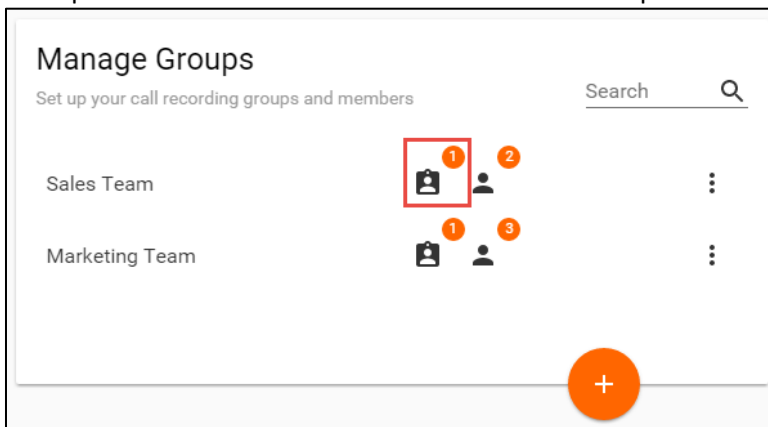 Manage Groups
Set up your call recording groups and members
Search
Sales Team
1
2
Marketing Team
1
3
+